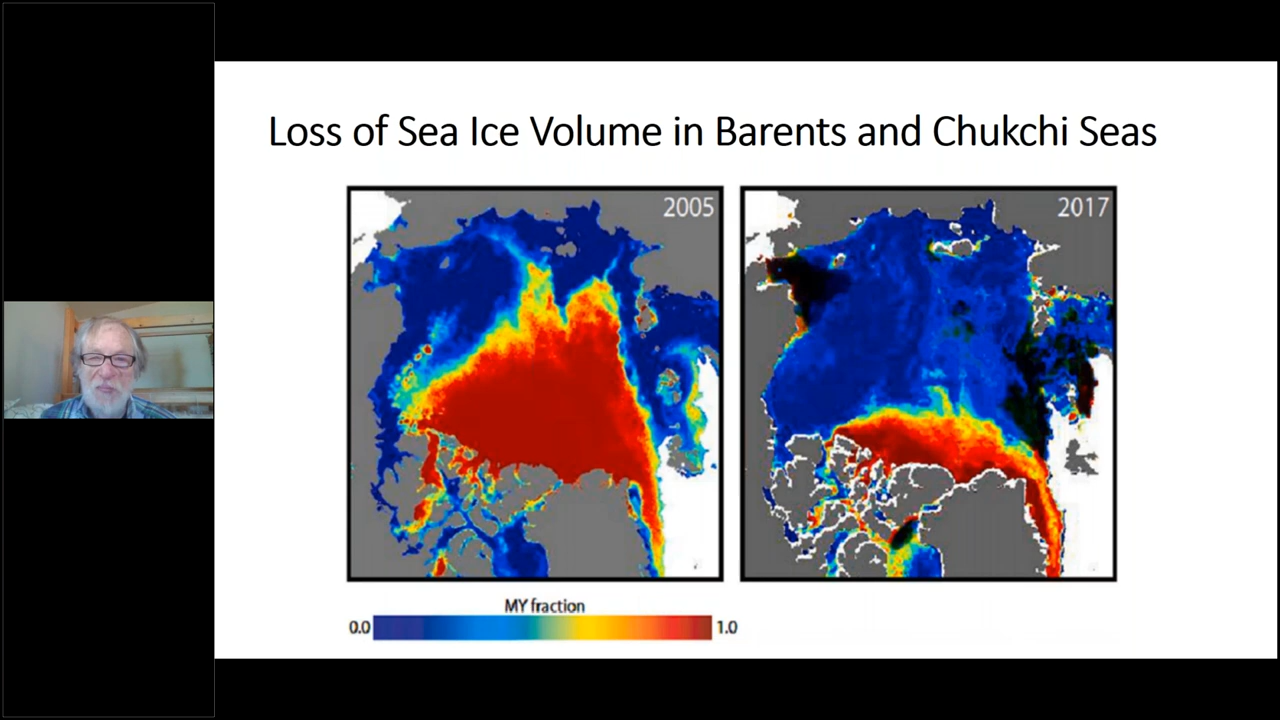 Loss of Sea Ice Volume in Barents and Chukchi Seas
2005
2017
MY fraction
0.0
1.0